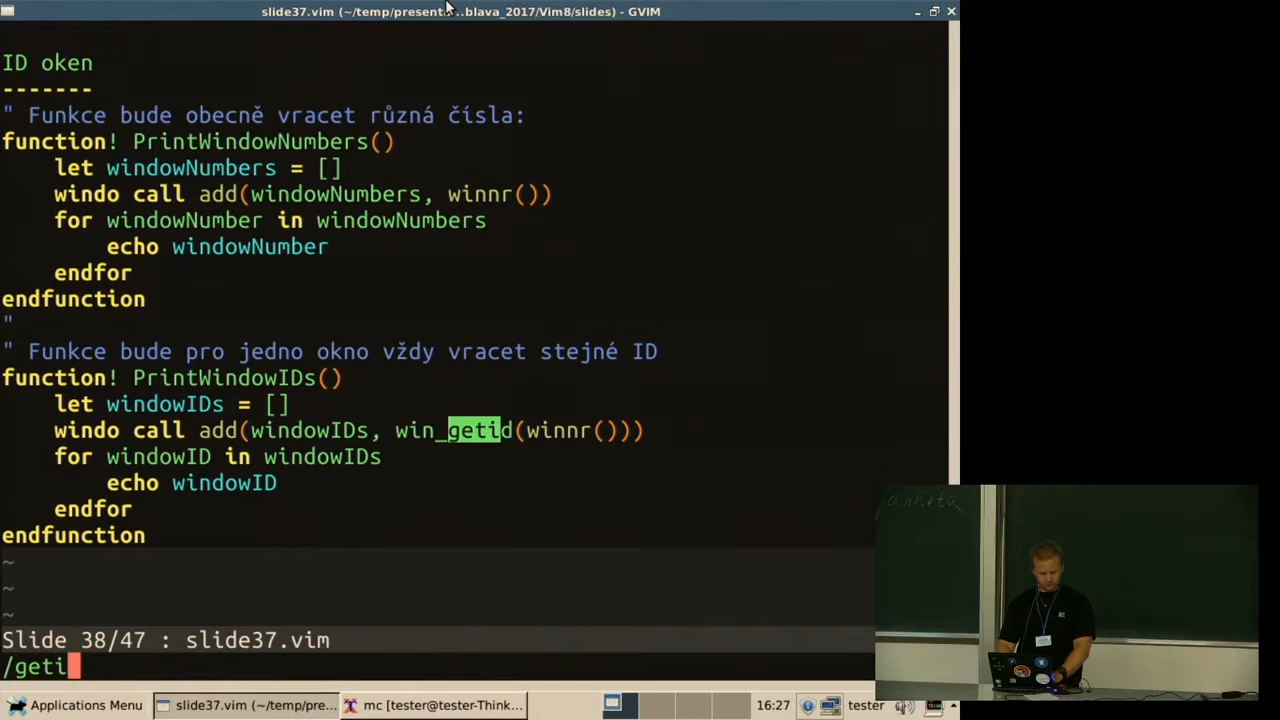 slide37.vim (~/temp/present...blava_2017/Vim8/slides) - GVIM
ID oken
-------
" Funkce bude obecně vracet různá čísla:
function! PrintWindowNumbers()
    let windowNumbers = []
    windo call add(windowNumbers, winnr())
    for windowNumber in windowNumbers
        echo windowNumber
    endfor
endfunction
"
" Funkce bude pro jedno okno vždy vracet stejné ID
function! PrintWindowIDs()
    let windowIDs = []
    windo call add(windowIDs, win_getid(winnr()))
    for windowID in windowIDs
        echo windowID
    endfor
endfunction
~
~
~
Slide 38/47 : slide37.vim
/geti
anketa
Applications Menu
slide37.vim (~/temp/pre...
mc [tester@tester-Think...
16:27
tester